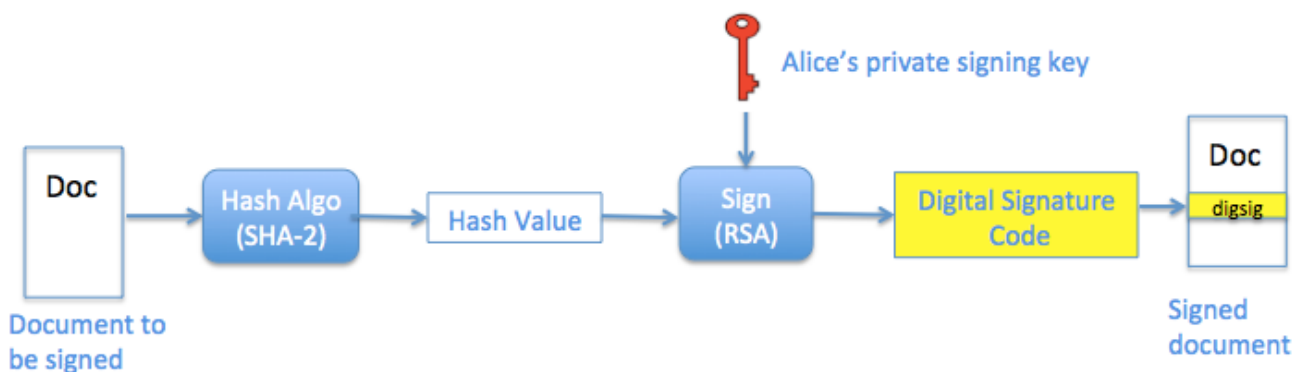 Alice's private signing key
Doc
Document to
be signed
Hash Algo
(SHA-2)
Hash Value
Sign
(RSA)
Digital Signature
Code
Doc
digsig
Signed
document